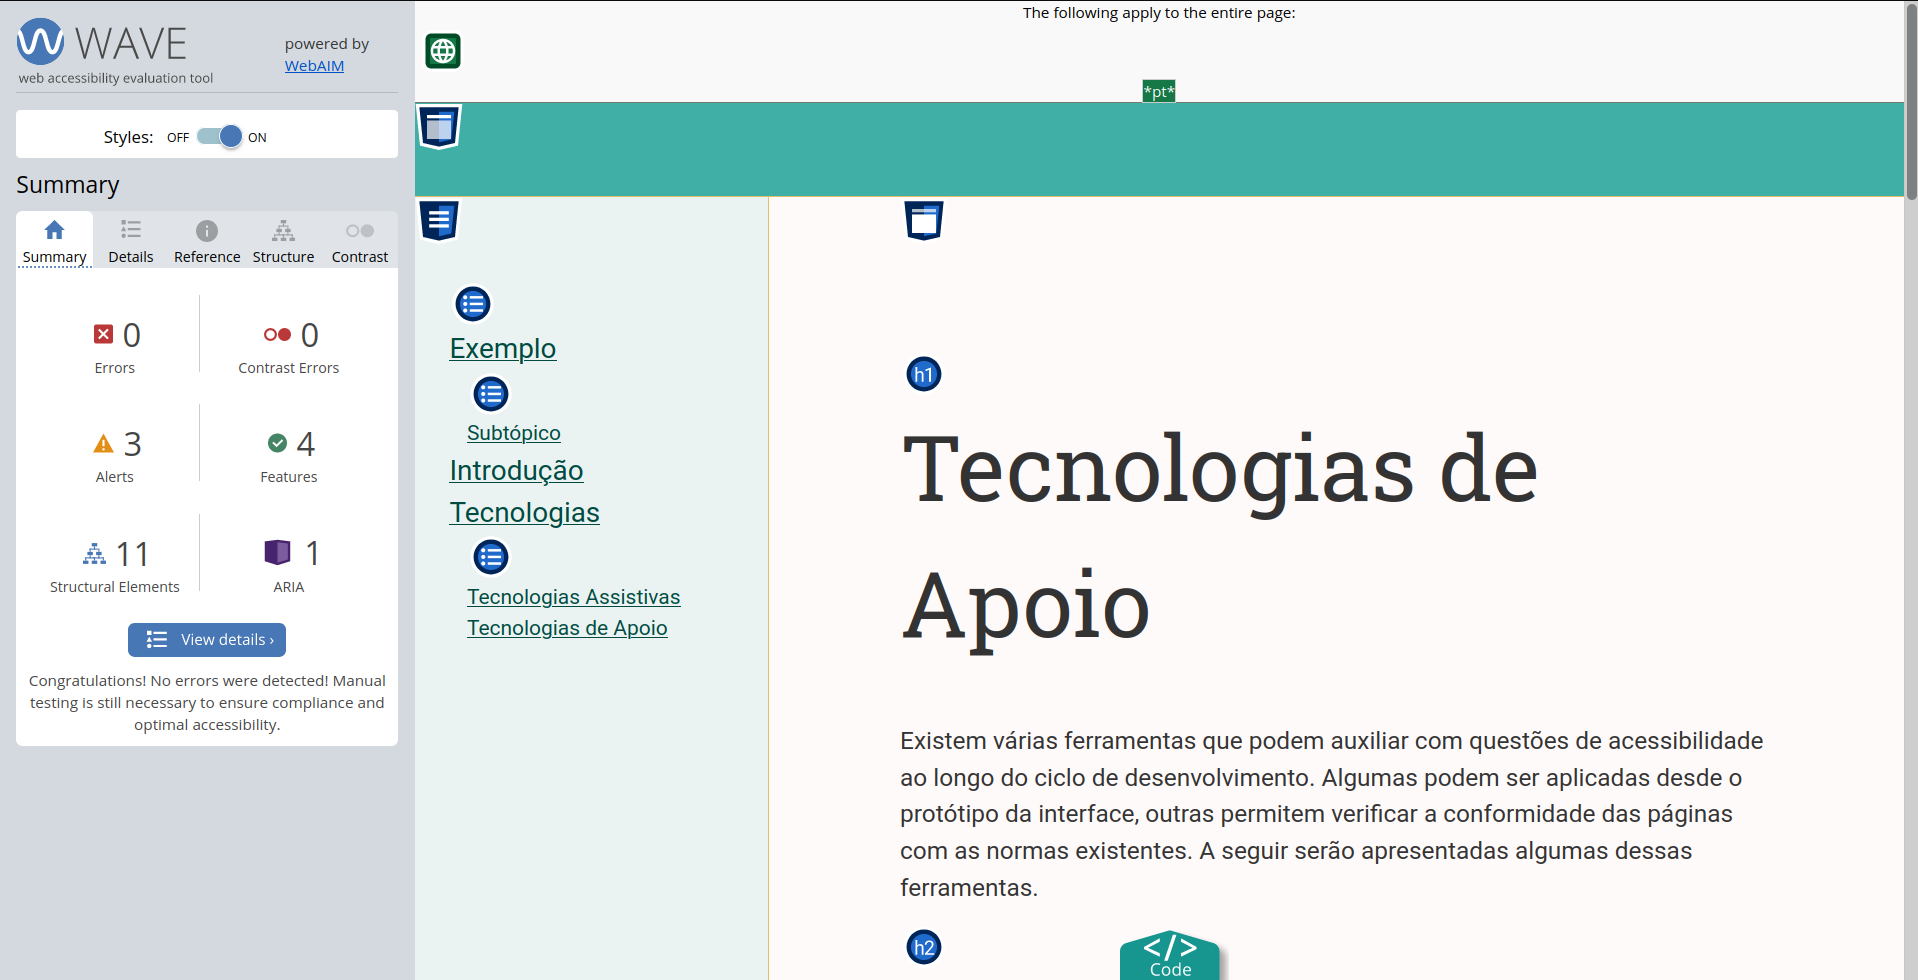 WAVE
web accessibility evaluation tool
powered by
WebAIM
Styles: OFF ON
Summary
Summary Details Reference Structure Contrast
0
Errors
0
Contrast Errors
3
Alerts
4
Features
11
Structural Elements
1
ARIA
View details ›
Congratulations! No errors were detected! Manual
testing is still necessary to ensure compliance and
optimal accessibility.
The following apply to the entire page:
*pt*
Exemplo
Subtópico
Introdução
Tecnologias
Tecnologias Assistivas
Tecnologias de Apoio
h1
Tecnologias de
Apoio
Existem várias ferramentas que podem auxiliar com questões de acessibilidade
ao longo do ciclo de desenvolvimento. Algumas podem ser aplicadas desde o
protótipo da interface, outras permitem verificar a conformidade das páginas
com as normas existentes. A seguir serão apresentadas algumas dessas
ferramentas.
h2
</>
Code